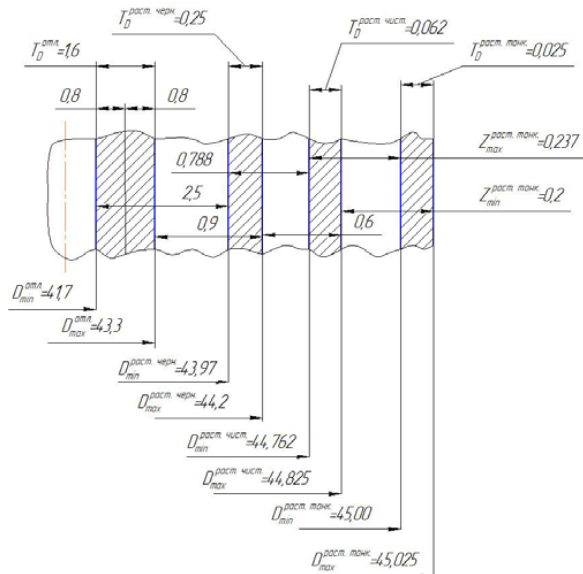 T_D^раст. черн.=0,25
T_D^отл.=1,6
T_D^раст. чист.=0,062
T_D^раст. тонк.=0,025
0,8 0,8
Z_max^раст. тонк.=0,237
0,788
2,5
Z_min^раст. тонк.=0,2
0,9
0,6
D_min^отл.=41,7
D_max^отл.=43,3
D_min^раст. черн.=43,97
D_max^раст. черн.=44,2
D_min^раст. чист.=44,762
D_max^раст. чист.=44,825
D_min^раст. тонк.=45,00
D_max^раст. тонк.=45,025